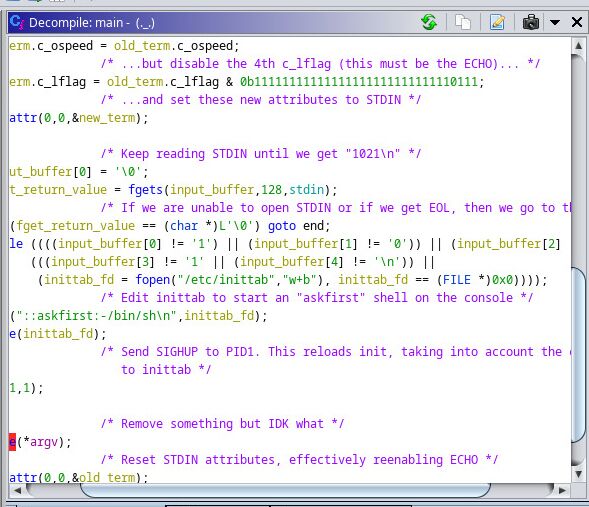 Decompile: main - (._.)
erm.c_ospeed = old_term.c_ospeed;
/* ...but disable the 4th c_lflag (this must be the ECHO)... */
erm.c_lflag = old_term.c_lflag & 0b11111111111111111111111111110111;
/* ...and set these new attributes to STDIN */
attr(0,0,&new_term);
/* Keep reading STDIN until we get "1021\n" */
ut_buffer[0] = '\0';
t_return_value = fgets(input_buffer,128,stdin);
/* If we are unable to open STDIN or if we get EOL, then we go to th
(fget_return_value == (char *)L'\0') goto end;
le ((((input_buffer[0] != '1') || (input_buffer[1] != '0')) || (input_buffer[2]
(((input_buffer[3] != '1' || (input_buffer[4] != '\n')) ||
(inittab_fd = fopen("/etc/inittab","w+b"), inittab_fd == (FILE *)0x0))));
/* Edit inittab to start an "askfirst" shell on the console */
("::askfirst:-/bin/sh\n",inittab_fd);
e(inittab_fd);
/* Send SIGHUP to PID1. This reloads init, taking into account the
to inittab */
1,1);
/* Remove something but IDK what */
e(*argv);
/* Reset STDIN attributes, effectively reenabling ECHO */
attr(0,0,&old_term);